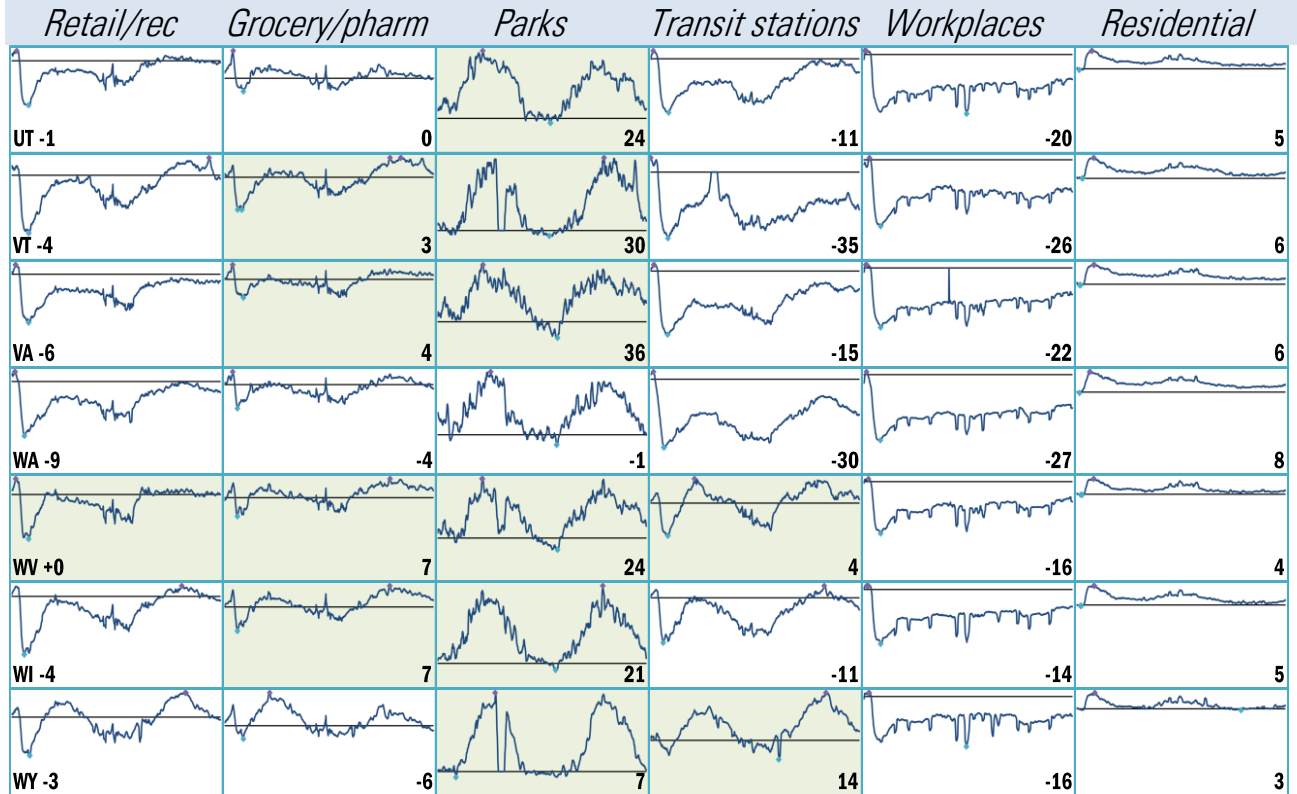 Retail/rec Grocery/pharm Parks Transit stations Workplaces Residential
UT -1 0 24 -11 -20 5
VT -4 3 30 -35 -26 6
VA -6 4 36 -15 -22 6
WA -9 -4 -1 -30 -27 8
WV +0 7 24 4 -16 4
WI -4 7 21 -11 -14 5
WY -3 -6 7 14 -16 3